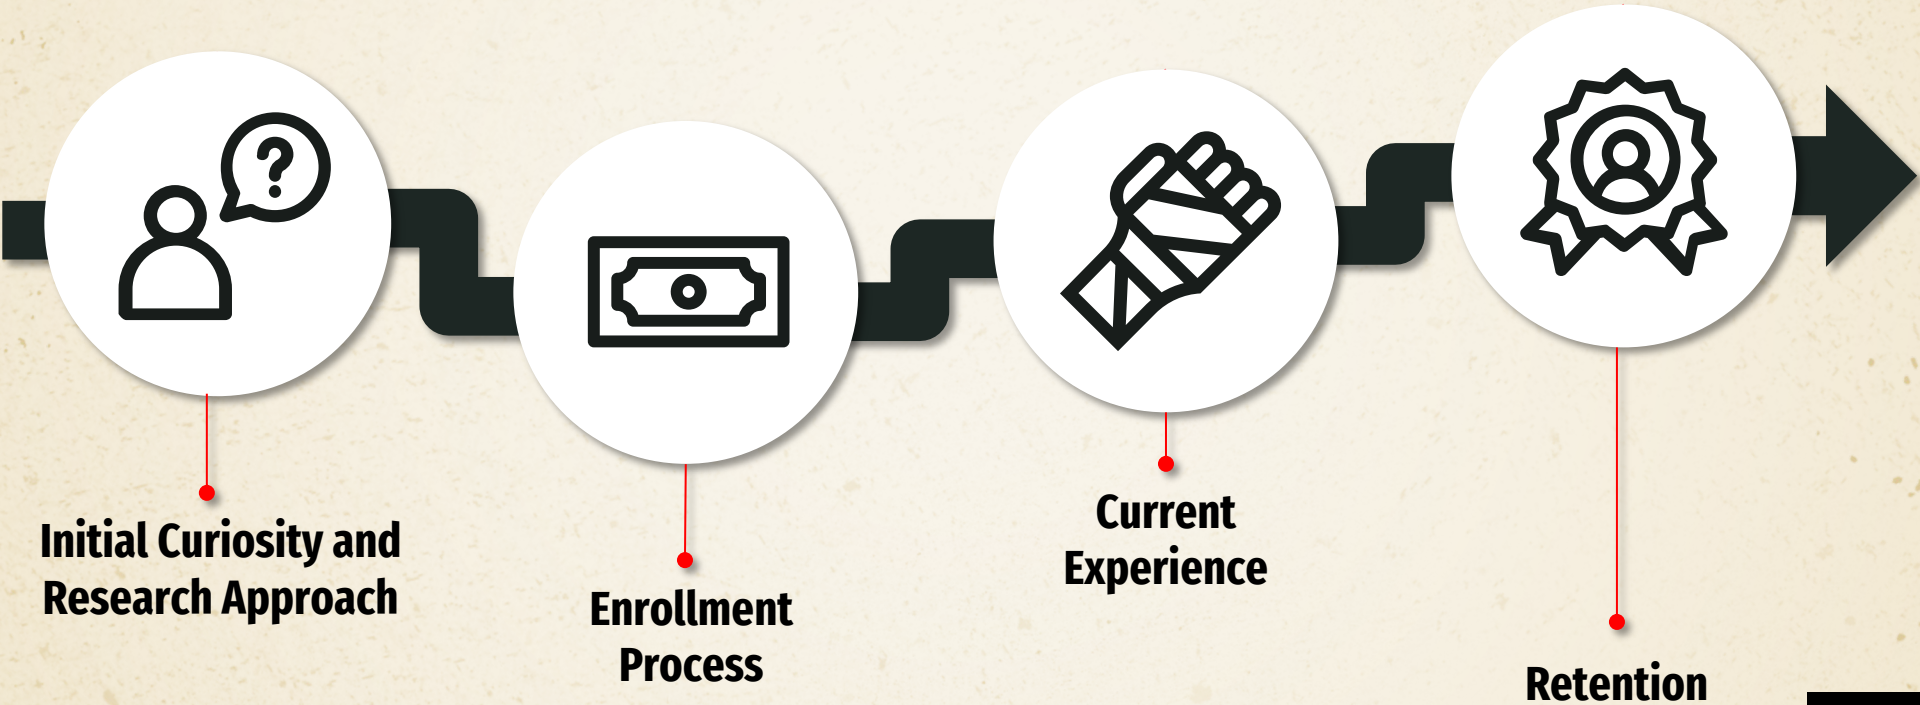 Initial Curiosity and
Research Approach
Enrollment
Process
Current
Experience
Retention
?